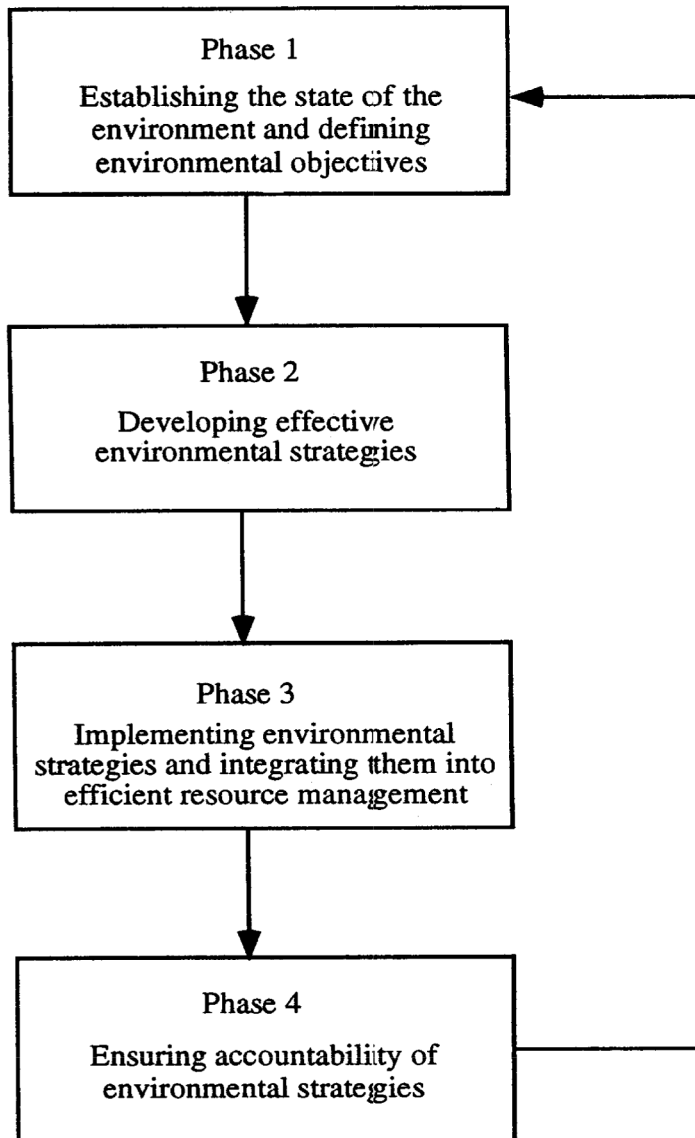 Phase 1
Establishing the state of the
environment and defining
environmental objectives
Phase 2
Developing effective
environmental strategies
Phase 3
Implementing environmental
strategies and integrating them into
efficient resource management
Phase 4
Ensuring accountability of
environmental strategies